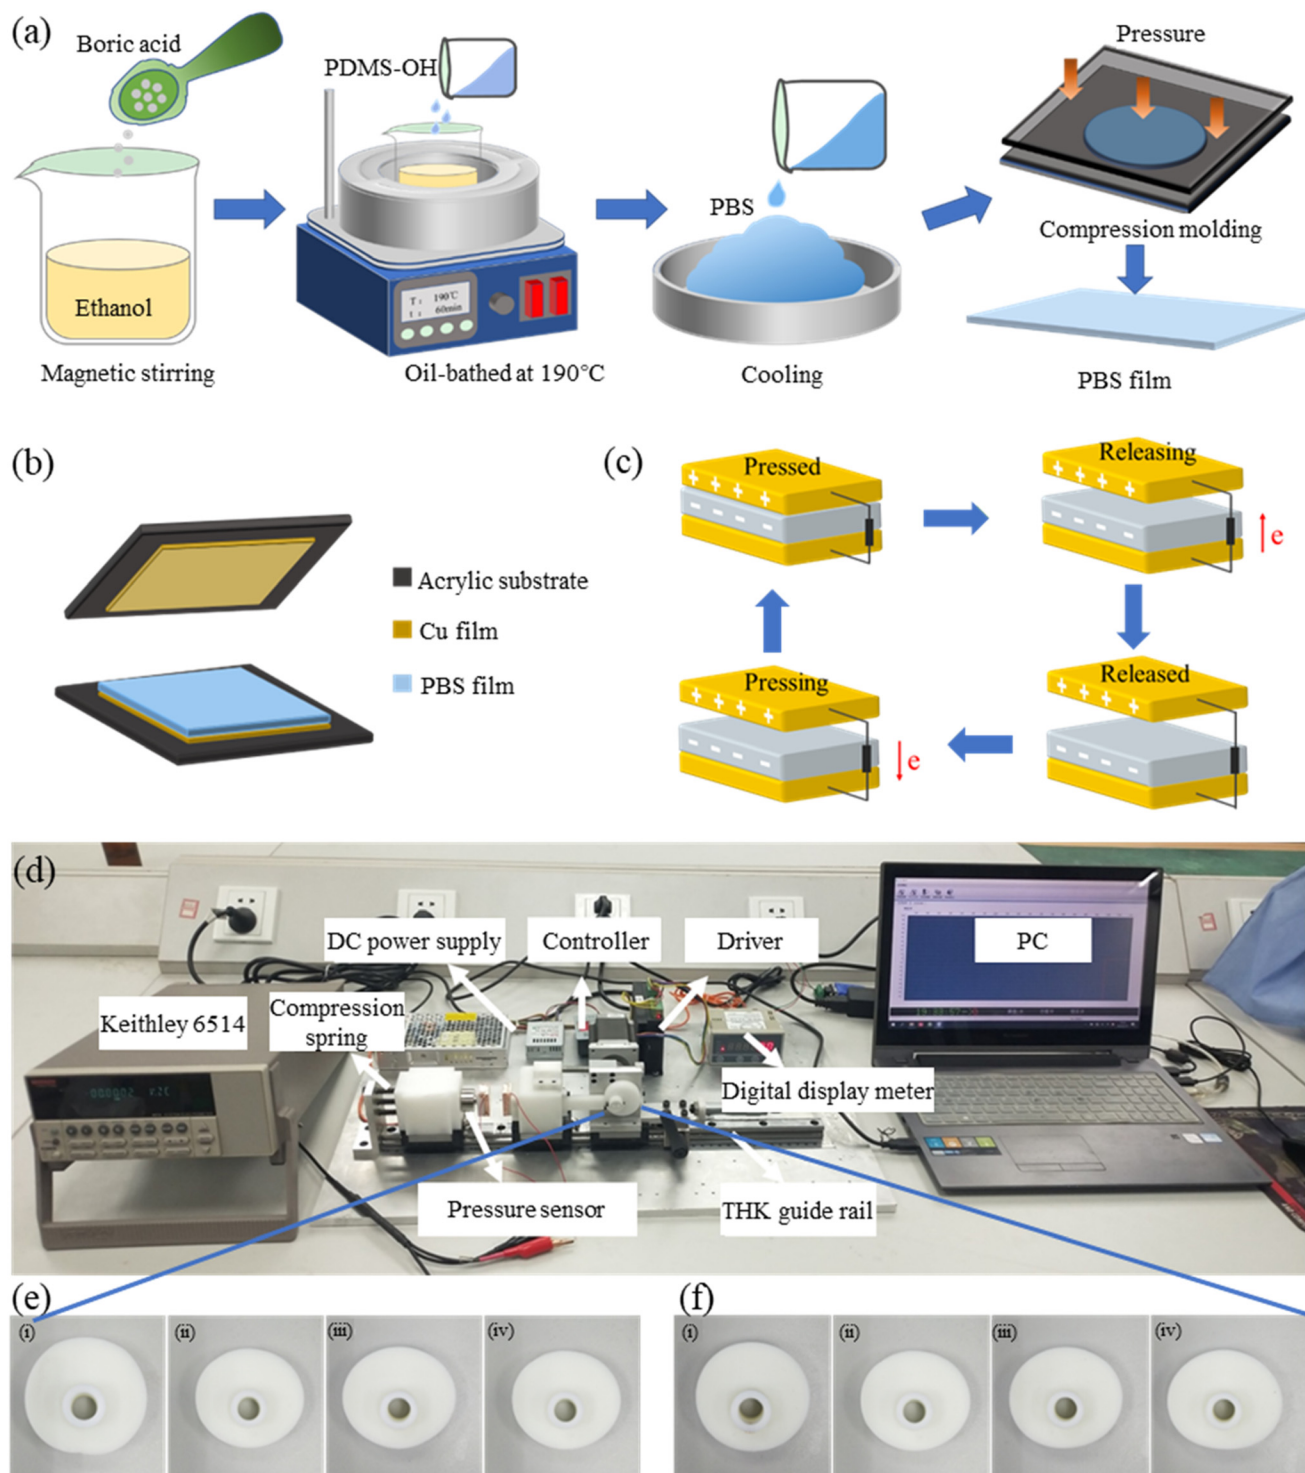 (a)
Boric acid
Ethanol
Magnetic stirring
PDMS-OH
T: 190℃
t: 60min
Oil-bathed at 190°C
PBS
Cooling
Pressure
Compression molding
PBS film
(b)
Acrylic substrate
Cu film
PBS film
(c)
Pressed
+ + + +
- - - -
Releasing
+ + + +
- - - -
e
Pressing
+ + + +
- - - -
e
Released
+ + + +
- - - -
(d)
DC power supply
Controller
Driver
PC
Keithley 6514
Compression
spring
Digital display meter
Pressure sensor
THK guide rail
(e)
(i)
(ii)
(iii)
(iv)
(f)
(i)
(ii)
(iii)
(iv)